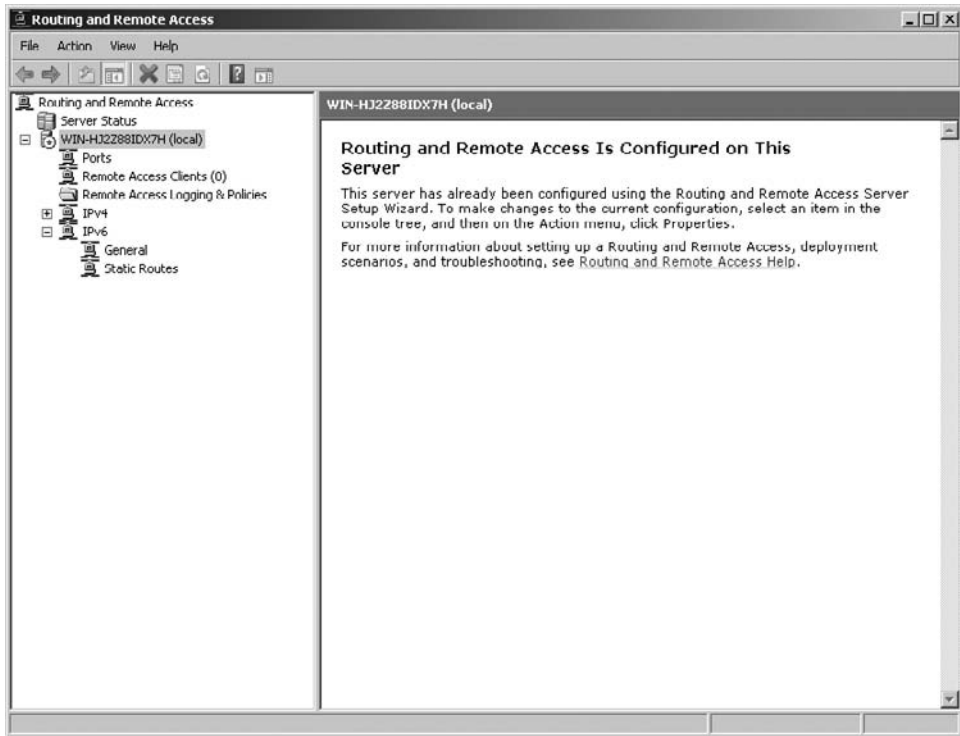 Routing and Remote Access
File Action View Help
Routing and Remote Access
Server Status
WIN-HJ2Z88IDX7H (local)
Ports
Remote Access Clients (0)
Remote Access Logging & Policies
IPv4
IPv6
General
Static Routes
WIN-HJ2Z88IDX7H (local)
Routing and Remote Access Is Configured on This
Server
This server has already been configured using the Routing and Remote Access Server
Setup Wizard. To make changes to the current configuration, select an item in the
console tree, and then on the Action menu, click Properties.
For more information about setting up a Routing and Remote Access, deployment
scenarios, and troubleshooting, see Routing and Remote Access Help.